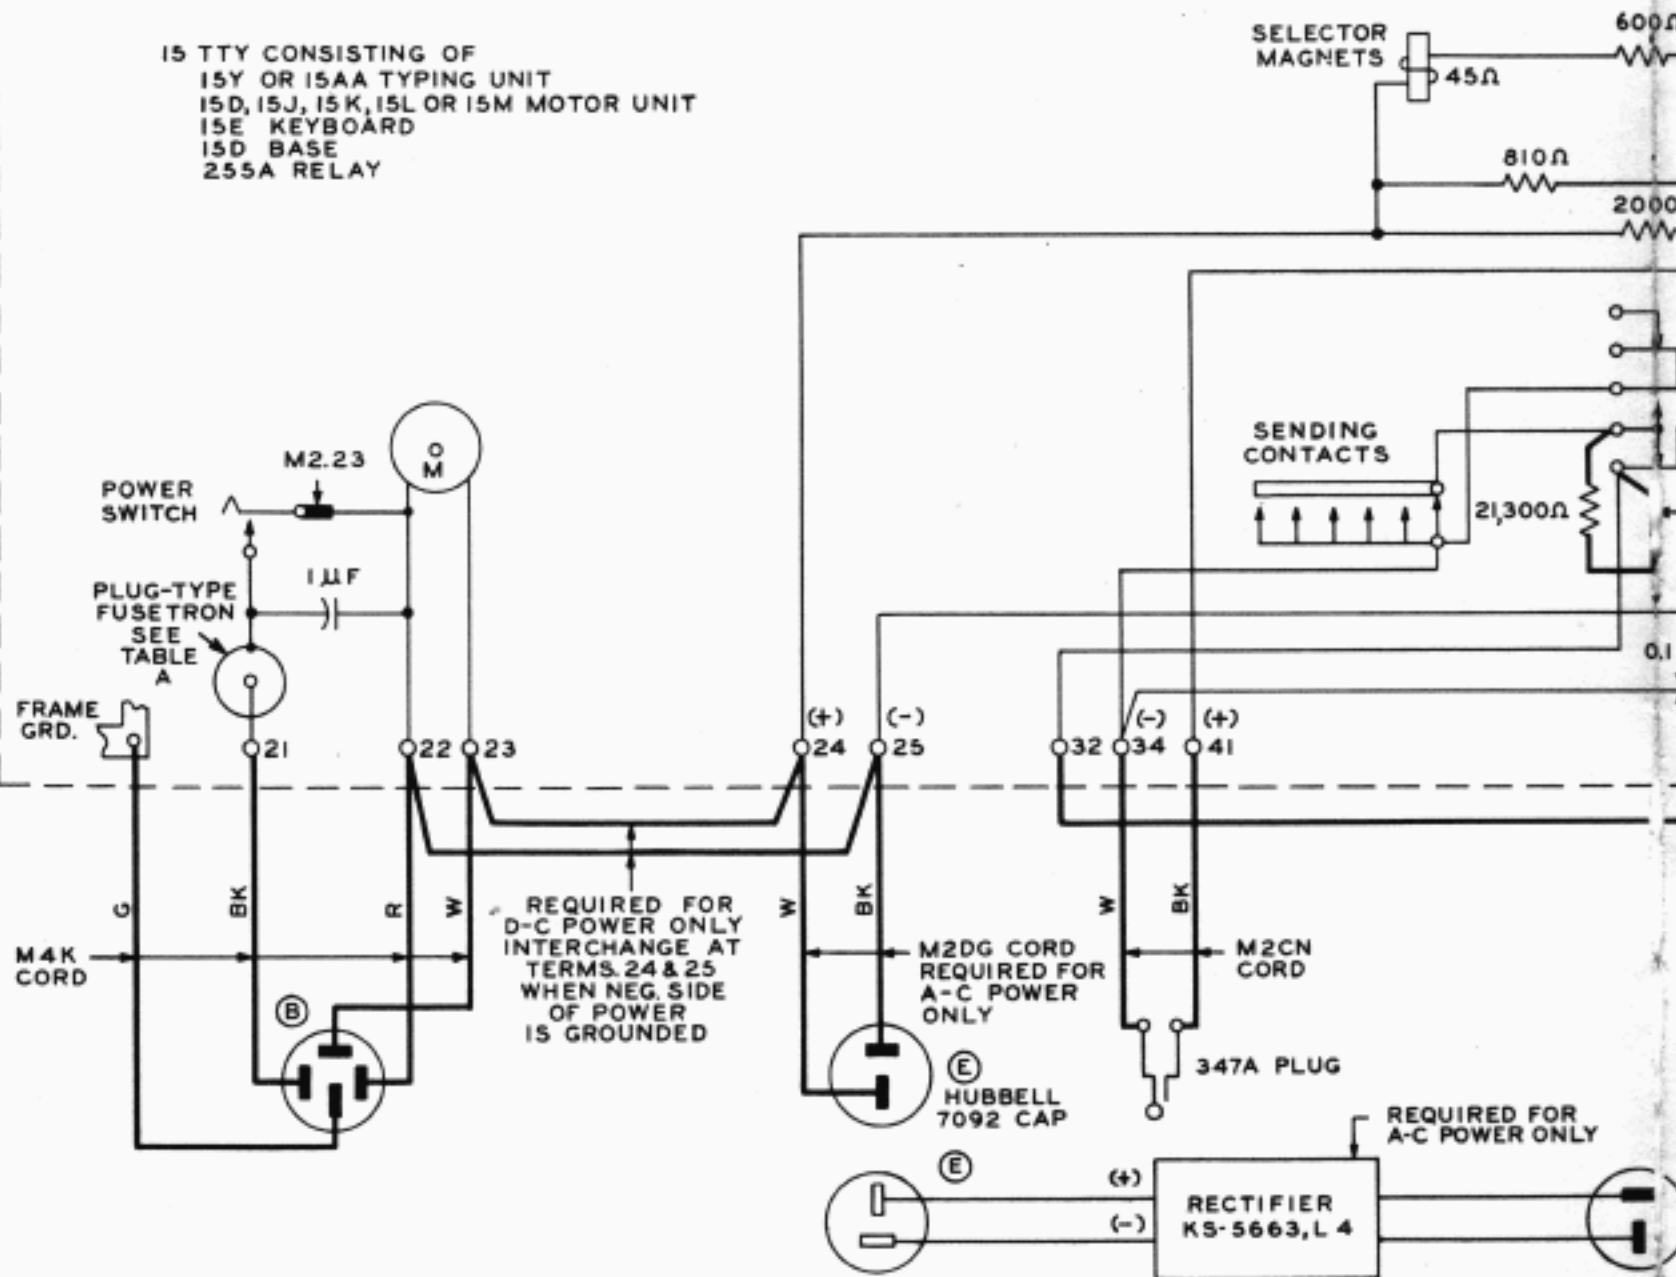 15 TTY CONSISTING OF
15Y OR 15AA TYPING UNIT
15D, 15J, 15K, 15L OR 15M MOTOR UNIT
15E KEYBOARD
15D BASE
255A RELAY
SELECTOR
MAGNETS
45Ω
600Ω
810Ω
2000
M2.23
M
POWER
SWITCH
1 µF
PLUG-TYPE
FUSETRON
SEE
TABLE
A
SENDING
CONTACTS
21,300Ω
0.1
FRAME
GRD.
21
22
23
(+)
24
(-)
25
32
34
(-)
(+)
41
G
BK
R
W
W
BK
W
BK
M4K
CORD
REQUIRED FOR
D-C POWER ONLY
INTERCHANGE AT
TERMS. 24 & 25
WHEN NEG. SIDE
OF POWER
IS GROUNDED
M2DG CORD
REQUIRED FOR
A-C POWER
ONLY
M2CN
CORD
B
E
HUBBELL
7092 CAP
347A PLUG
REQUIRED FOR
A-C POWER ONLY
E
(+)
(-)
RECTIFIER
KS-5663, L 4